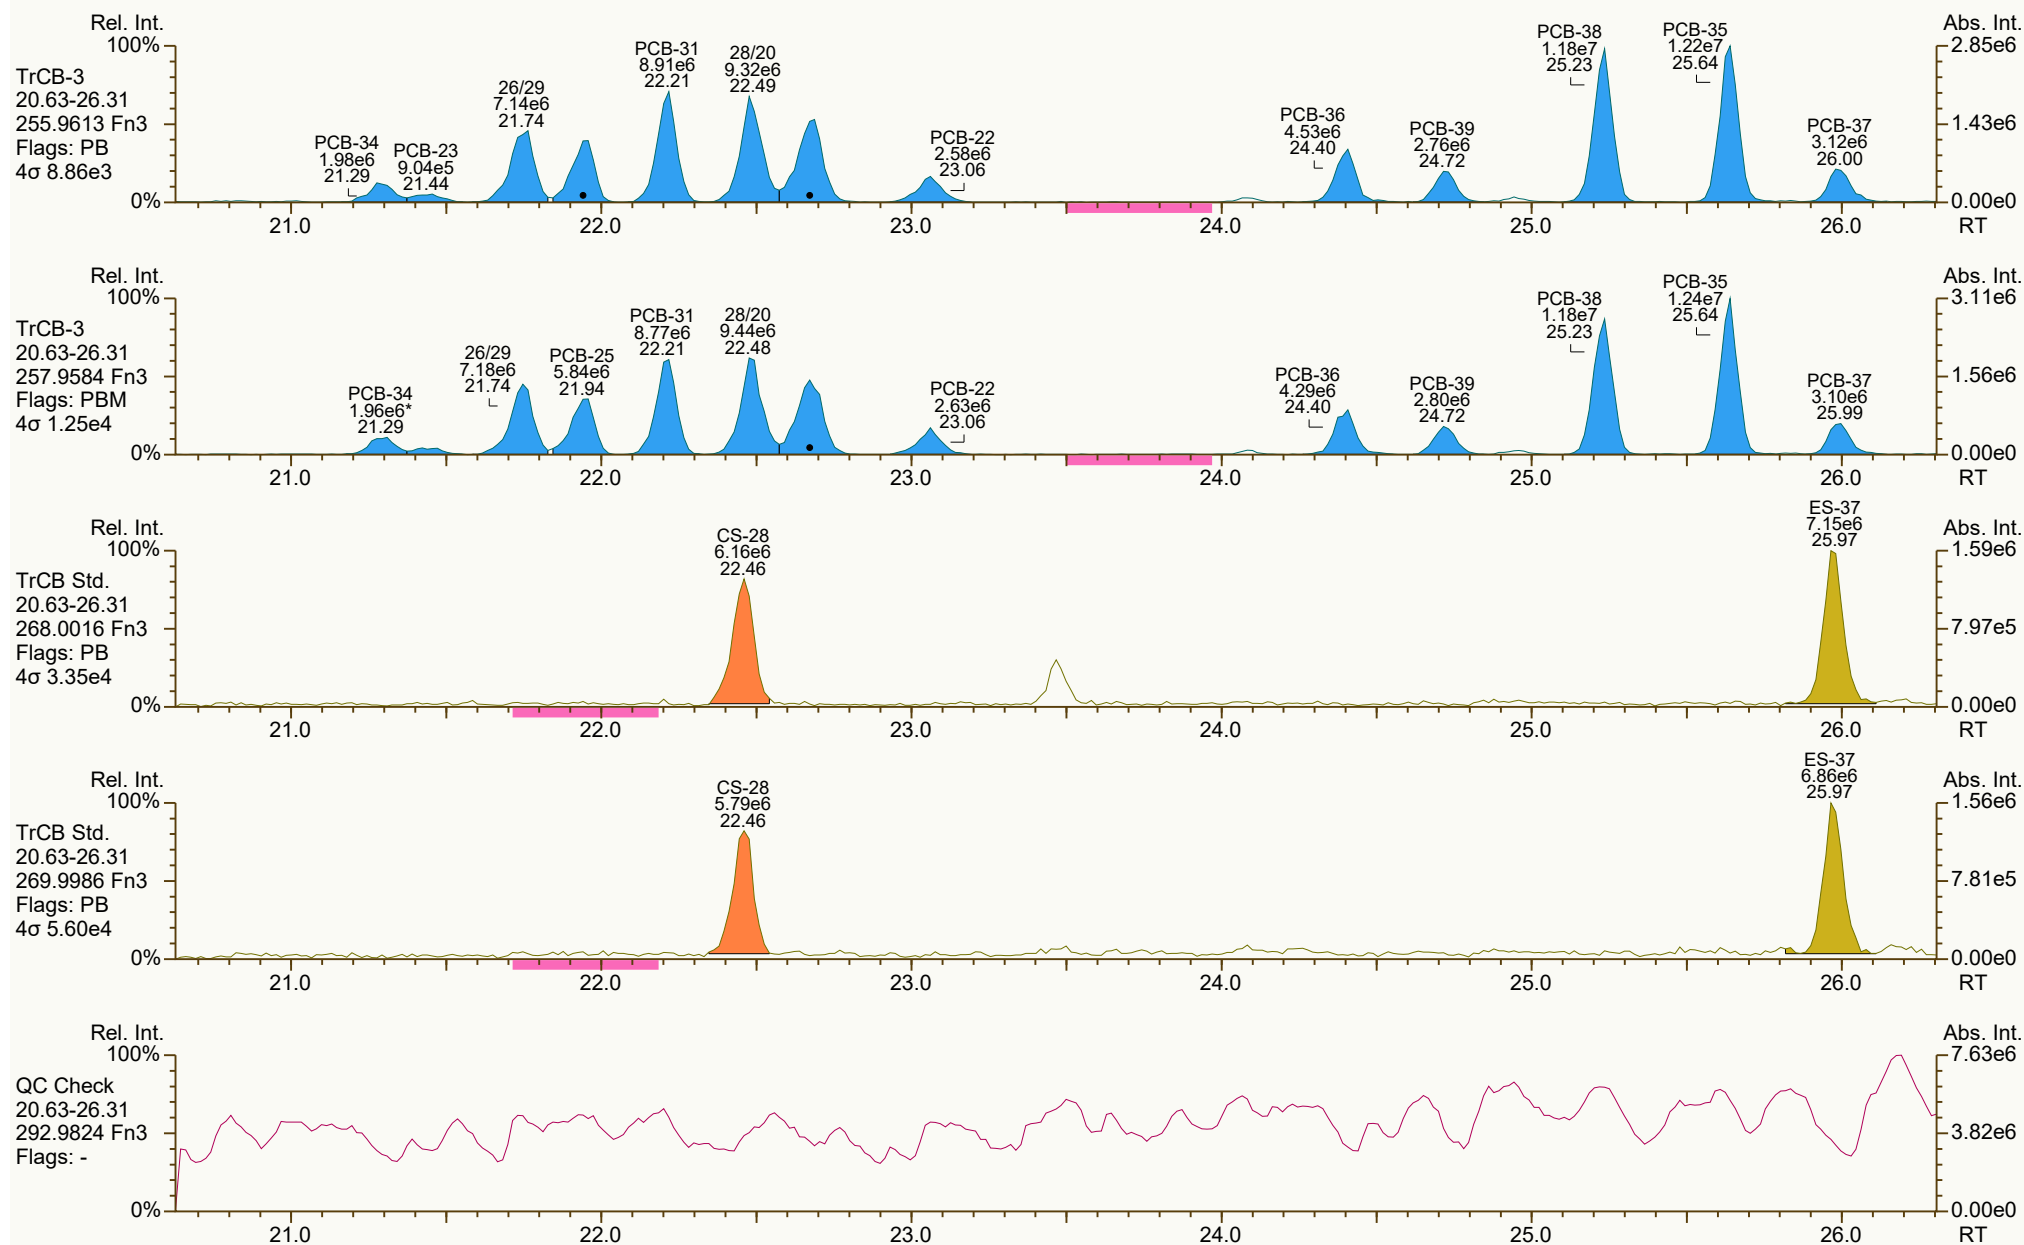 Rel. Int.
Abs. Int.
100%
0%
TrCB-3
20.63-26.31
255.9613 Fn3
Flags: PB
4σ 8.86e3
PCB-34
1.98e6
21.29
PCB-23
9.04e5
21.44
26/29
7.14e6
21.74
PCB-31
8.91e6
22.21
28/20
9.32e6
22.49
PCB-22
2.58e6
23.06
PCB-36
4.53e6
24.40
PCB-39
2.76e6
24.72
PCB-38
1.18e7
25.23
PCB-35
1.22e7
25.64
PCB-37
3.12e6
26.00
2.85e6
1.43e6
0.00e0
21.0 22.0 23.0 24.0 25.0 26.0 RT
Rel. Int.
Abs. Int.
100%
0%
TrCB-3
20.63-26.31
257.9584 Fn3
Flags: PBM
4σ 1.25e4
PCB-34
1.96e6*
21.29
26/29
7.18e6
21.74
PCB-25
5.84e6
21.94
PCB-31
8.77e6
22.21
28/20
9.44e6
22.48
PCB-22
2.63e6
23.06
PCB-36
4.29e6
24.40
PCB-39
2.80e6
24.72
PCB-38
1.18e7
25.23
PCB-35
1.24e7
25.64
PCB-37
3.10e6
25.99
3.11e6
1.56e6
0.00e0
21.0 22.0 23.0 24.0 25.0 26.0 RT
Rel. Int.
Abs. Int.
100%
0%
TrCB Std.
20.63-26.31
268.0016 Fn3
Flags: PB
4σ 3.35e4
CS-28
6.16e6
22.46
ES-37
7.15e6
25.97
1.59e6
7.97e5
0.00e0
21.0 22.0 23.0 24.0 25.0 26.0 RT
Rel. Int.
Abs. Int.
100%
0%
TrCB Std.
20.63-26.31
269.9986 Fn3
Flags: PB
4σ 5.60e4
CS-28
5.79e6
22.46
ES-37
6.86e6
25.97
1.56e6
7.81e5
0.00e0
21.0 22.0 23.0 24.0 25.0 26.0 RT
Rel. Int.
Abs. Int.
100%
0%
QC Check
20.63-26.31
292.9824 Fn3
Flags: -
7.63e6
3.82e6
0.00e0
21.0 22.0 23.0 24.0 25.0 26.0 RT